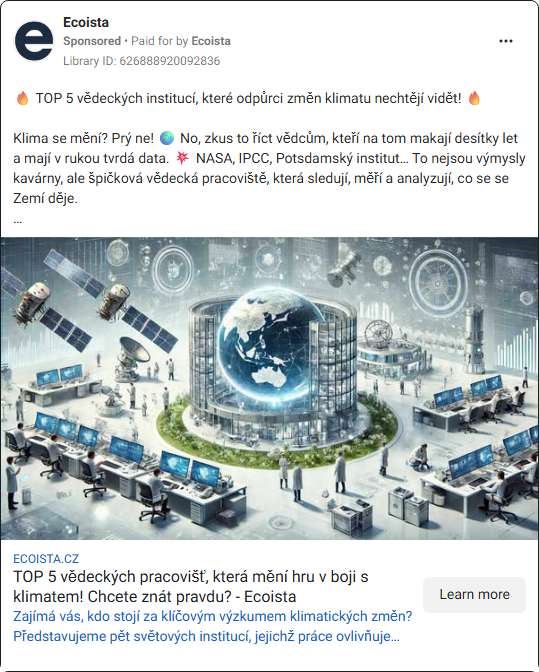 Ecoista
Sponsored • Paid for by Ecoista
Library ID: 626888920092836
🔥 TOP 5 vědeckých institucí, které odpůrci změn klimatu nechtějí vidět! 🔥
Klima se mění? Prý ne! 🌍 No, zkus to říct vědcům, kteří na tom makají desítky let
a mají v rukou tvrdá data. 💥 NASA, IPCC, Potsdamský institut... To nejsou výmysly
kavárny, ale špičková vědecká pracoviště, která sledují, měří a analyzují, co se se
Zemí děje.
...
ECOISTA.CZ
TOP 5 vědeckých pracovišť, která mění hru v boji s
klimatem! Chcete znát pravdu? - Ecoista
Learn more
Zajímá vás, kdo stojí za klíčovým výzkumem klimatických změn?
Představujeme pět světových institucí, jejichž práce ovlivňuje...